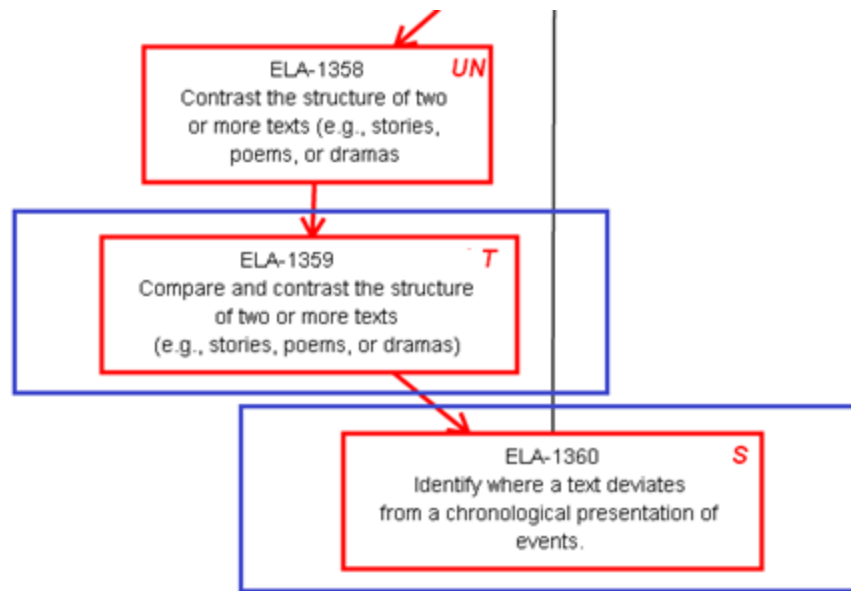 ELA-1358 UN
Contrast the structure of two
or more texts (e.g., stories,
poems, or dramas
ELA-1359 T
Compare and contrast the structure
of two or more texts
(e.g., stories, poems, or dramas)
ELA-1360 S
Identify where a text deviates
from a chronological presentation of
events.